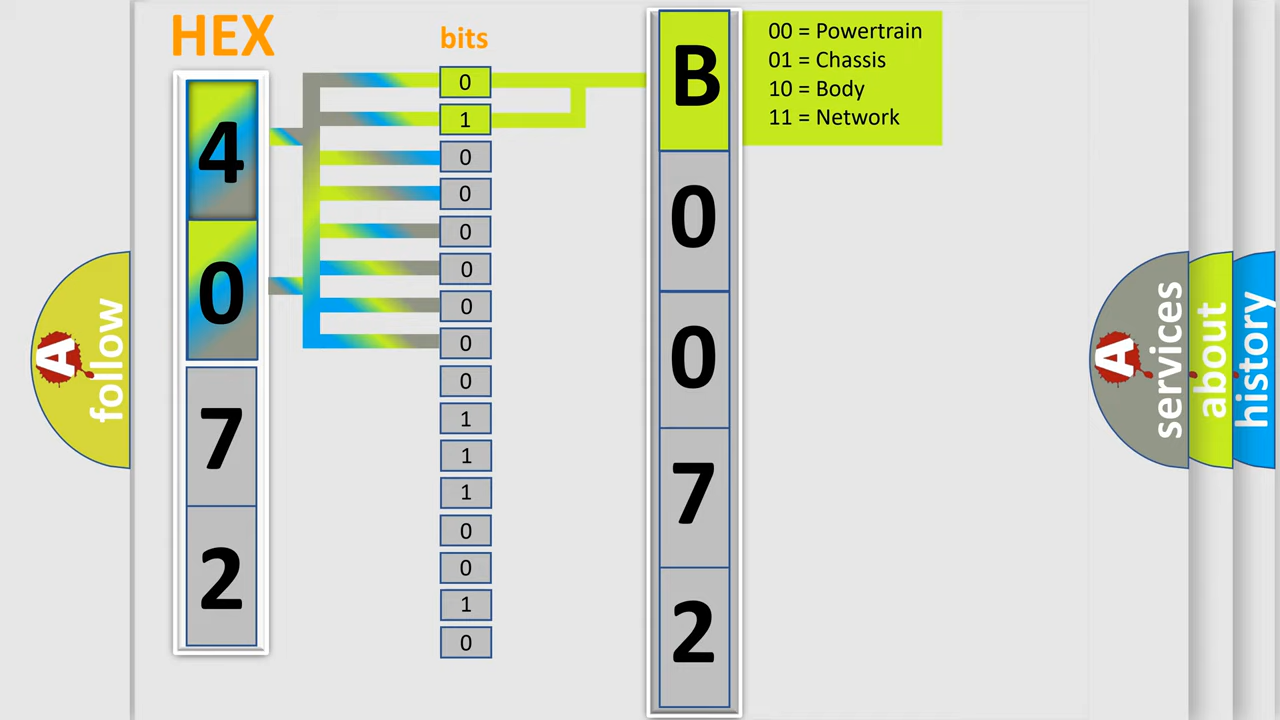 HEX
bits
4
0
7
2
0
1
0
0
0
0
0
0
0
1
1
1
0
0
1
0
B
0
0
7
2
00 = Powertrain
01 = Chassis
10 = Body
11 = Network
A
follow
A
services
about
history